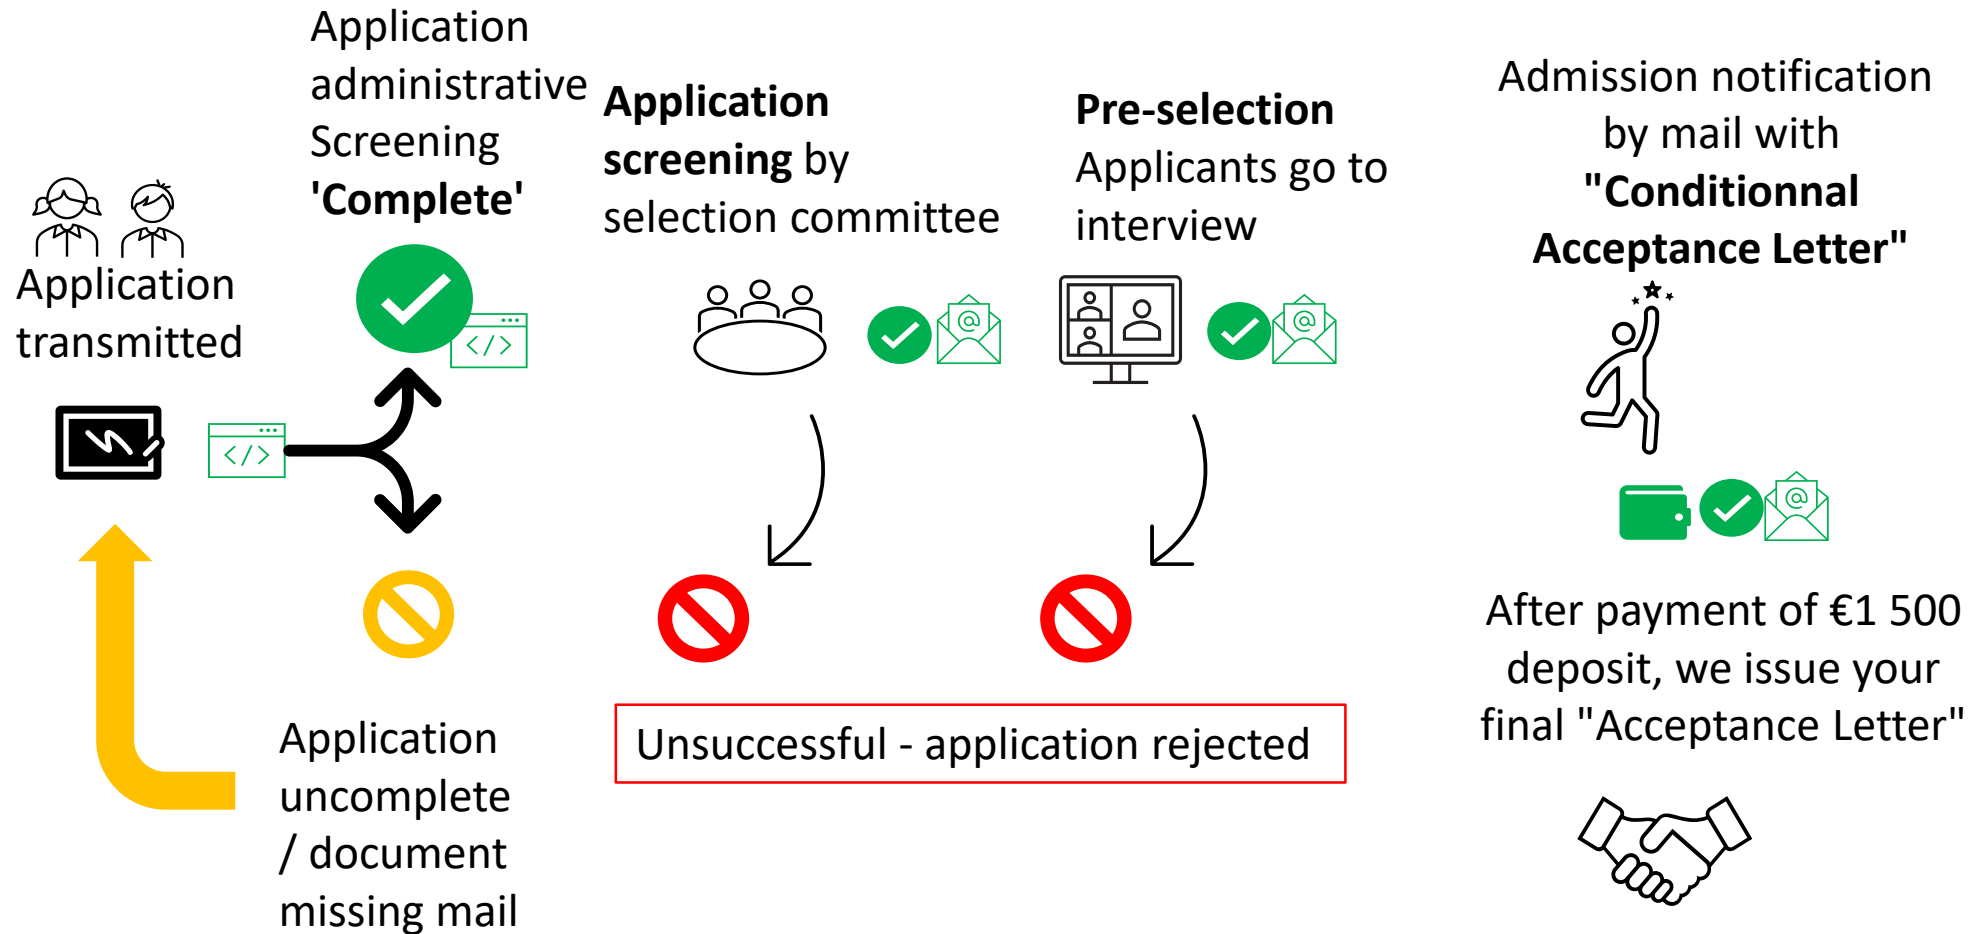 Application
transmitted
</>
Application
administrative
Screening
'Complete'
</>
Application
uncomplete
/ document
missing mail
Application
screening by
selection committee
@
Pre-selection
Applicants go to
interview
@
Unsuccessful - application rejected
Admission notification
by mail with
"Conditionnal
Acceptance Letter"
@
After payment of €1 500
deposit, we issue your
final "Acceptance Letter"